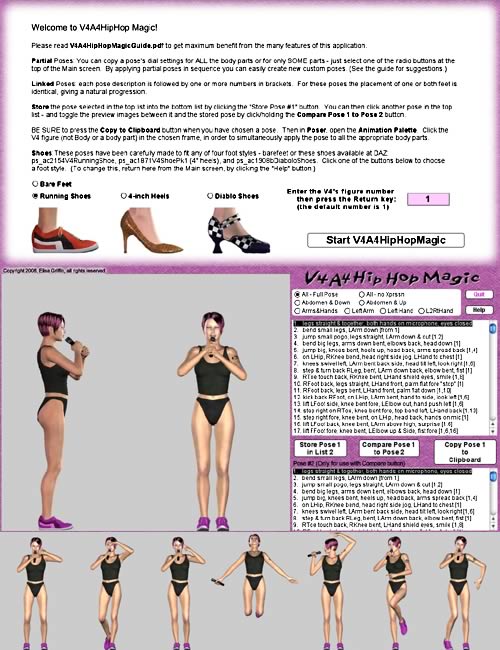 Welcome to V4A4HipHop Magic!
Please read V4A4HipHopMagicGuide.pdf to get maximum benefit from the many features of this application.
Partial Poses: You can copy a pose's dial settings for ALL the body parts or for only SOME parts - just select one of the radio buttons at the
top of the Main screen. By applying partial poses in sequence you can easily create new custom poses. (See the guide for suggestions.)
Linked Poses: each pose description is followed by one or more numbers in brackets. For these poses the placement of one or both feet is
identical, giving a natural progression.
Store the pose selected in the top list into the bottom list by clicking the "Store Pose #1" button. You can then click another pose in the top
list - and toggle the preview images between it and the stored pose by click/holding the Compare Pose 1 to Pose 2 button.
BE SURE to press the Copy to Clipboard button when you have chosen a pose. Then in Poser, open the Animation Palette. Click the
V4 figure (Not Body or a body part) in the chosen frame, in order to simultaneously apply the pose to all the appropriate body parts.
Shoes These poses have been carefully made to fit any of four foot styles - barefeet or these shoes available at DAZ:
ps_ac2154V4RunningShoe, ps_ac1871V4ShoePk1 (4" heels), and ps_ac1908bDiaboloShoes. Click one of the buttons below to choose
a foot style. (To change this, return here from the Main screen, by clicking the "Help" button.)
Bare Feet
Running Shoes
4-inch Heels
Diablo Shoes
Enter the V4's figure number
then press the Return key:
(the default number is 1)
1
Start V4A4HipHopMagic
Copyright 2008, Elisa Griffin, all rights reserved
V4A4Hip Hop Magic
All - Full Pose
All - no Xprssn
Quit
Abdomen & Down
Abdomen & Up
Arms&Hands
LeftArm
Left Hand
L2RtHand
Help
1. legs straight & together, both hands on microphone, eyes closed
2. bend small legs, LArm down [from 1]
3. jump small pogo, legs straight, LArm down & out [1,2]
4. bend big legs, arms down bent, elbows back, head down [1]
5. jump big, knees bent, heels up, head back, arms spread back [1,4]
6. on LHip, RKnee bend, head right side jog, LHand to chest [1]
7. knees swivel left, LArm bent back side, head tilt left, look right [1,6]
8. step & turn back RLeg, bent, LArm down back, elbow bent, fist [1]
9. RToe touch back, RKnee bent, LHand shield eyes, smile [1,8]
10. RFoot back, legs straight, LHand front, palm flat fore "stop" [1]
11. RFoot back, legs bent, LHand front, palm flat down [1,10]
12. kick back RFoot, on LHip, LArm bent, hand to side, look left [1,6]
13. lift LFoot side, knee bent fore, LElbow out, hand push left [1,6]
14. step right on RToe, knee bent fore, top bend left, LHand back [1,13]
15. step right fore, knee bent, on LHip, head back, hands on mic [1]
16. lift LFoot back, knee bent, LArm above high, surprise [1,6]
17. lift LFoot fore, knee bent, LElbow up & Side, fist fore [1,6,16]
Store Pose 1
in List 2
Compare Pose 1
to Pose 2
Copy Pose 1
to
Clipboard
Pose #2 (Only for use with Compare button)
1. legs straight & together, both hands on microphone, eyes closed
2. bend small legs, LArm down [from 1]
3. jump small pogo, legs straight, LArm down & out [1,2]
4. bend big legs, arms down bent, elbows back, head down [1]
5. jump big, knees bent, heels up, head back, arms spread back [1,4]
6. on LHip, RKnee bend, head right side jog, LHand to chest [1]
7. knees swivel left, LArm bent back side, head tilt left, look right [1,6]
8. step & turn back RLeg, bent, LArm down back, elbow bent, fist [1]
9. RToe touch back, RKnee bent, LHand shield eyes, smile [1,8]